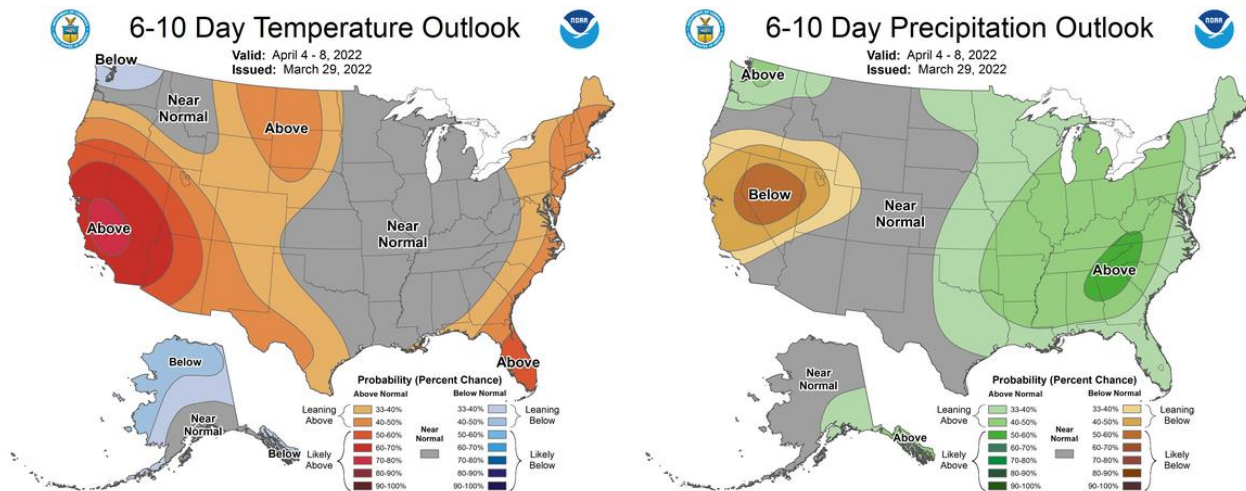 6-10 Day Temperature Outlook
NOAA
Valid: April 4 - 8, 2022
Issued: March 29, 2022
Below
Near
Normal
Above
Above
Near
Normal
Above
Below
Near
Normal
Below
Probability (Percent Chance)
Above Normal
Below Normal
Leaning
Above
33-40%
33-40%
Leaning
Below
40-50%
40-50%
Likely
Above
50-60%
Near
Normal
50-60%
Likely
Below
60-70%
60-70%
70-80%
70-80%
80-90%
80-90%
90-100%
90-100%
6-10 Day Precipitation Outlook
NOAA
Valid: April 4 - 8, 2022
Issued: March 29, 2022
Above
Below
Near
Normal
Above
Near
Normal
Above
Probability (Percent Chance)
Above Normal
Below Normal
Leaning
Above
33-40%
33-40%
Leaning
Below
40-50%
40-50%
Likely
Above
50-60%
Near
Normal
50-60%
Likely
Below
60-70%
60-70%
70-80%
70-80%
80-90%
80-90%
90-100%
90-100%